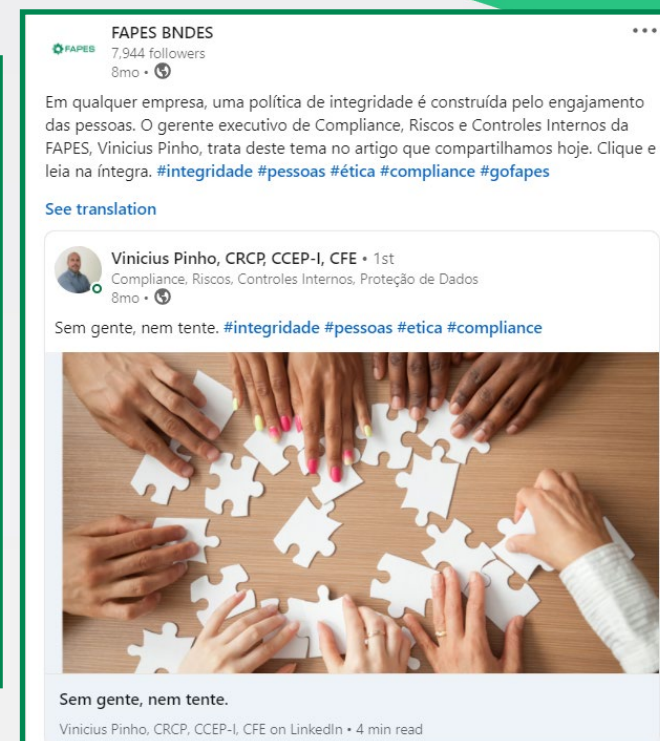 FAPES BNDES
FAPES
7,944 followers
8mo •
Em qualquer empresa, uma política de integridade é construída pelo engajamento
das pessoas. O gerente executivo de Compliance, Riscos e Controles Internos da
FAPES, Vinicius Pinho, trata deste tema no artigo que compartilhamos hoje. Clique e
leia na íntegra. #integridade #pessoas #ética #compliance #gofapes
See translation
Vinicius Pinho, CRCP, CCEP-I, CFE • 1st
Compliance, Riscos, Controles Internos, Proteção de Dados
8mo •
Sem gente, nem tente. #integridade #pessoas #etica #compliance
Sem gente, nem tente.
Vinicius Pinho, CRCP, CCEP-I, CFE on LinkedIn • 4 min read